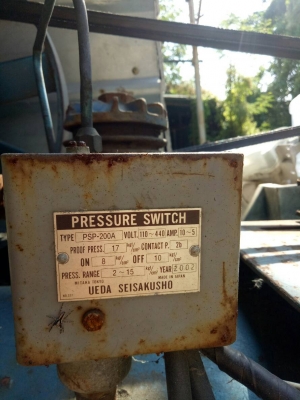 PRESSURE SWITCH
TYPE PSP-200A VOLT. 110~440 AMP. 10~5
PROOF PRESS. 17 CONTACT P. 2b
ON 8 OFF 10 YEAR 2002
PRESS. RANGE 2~15 MADE IN JAPAN
UEDA SEISAKUSHO